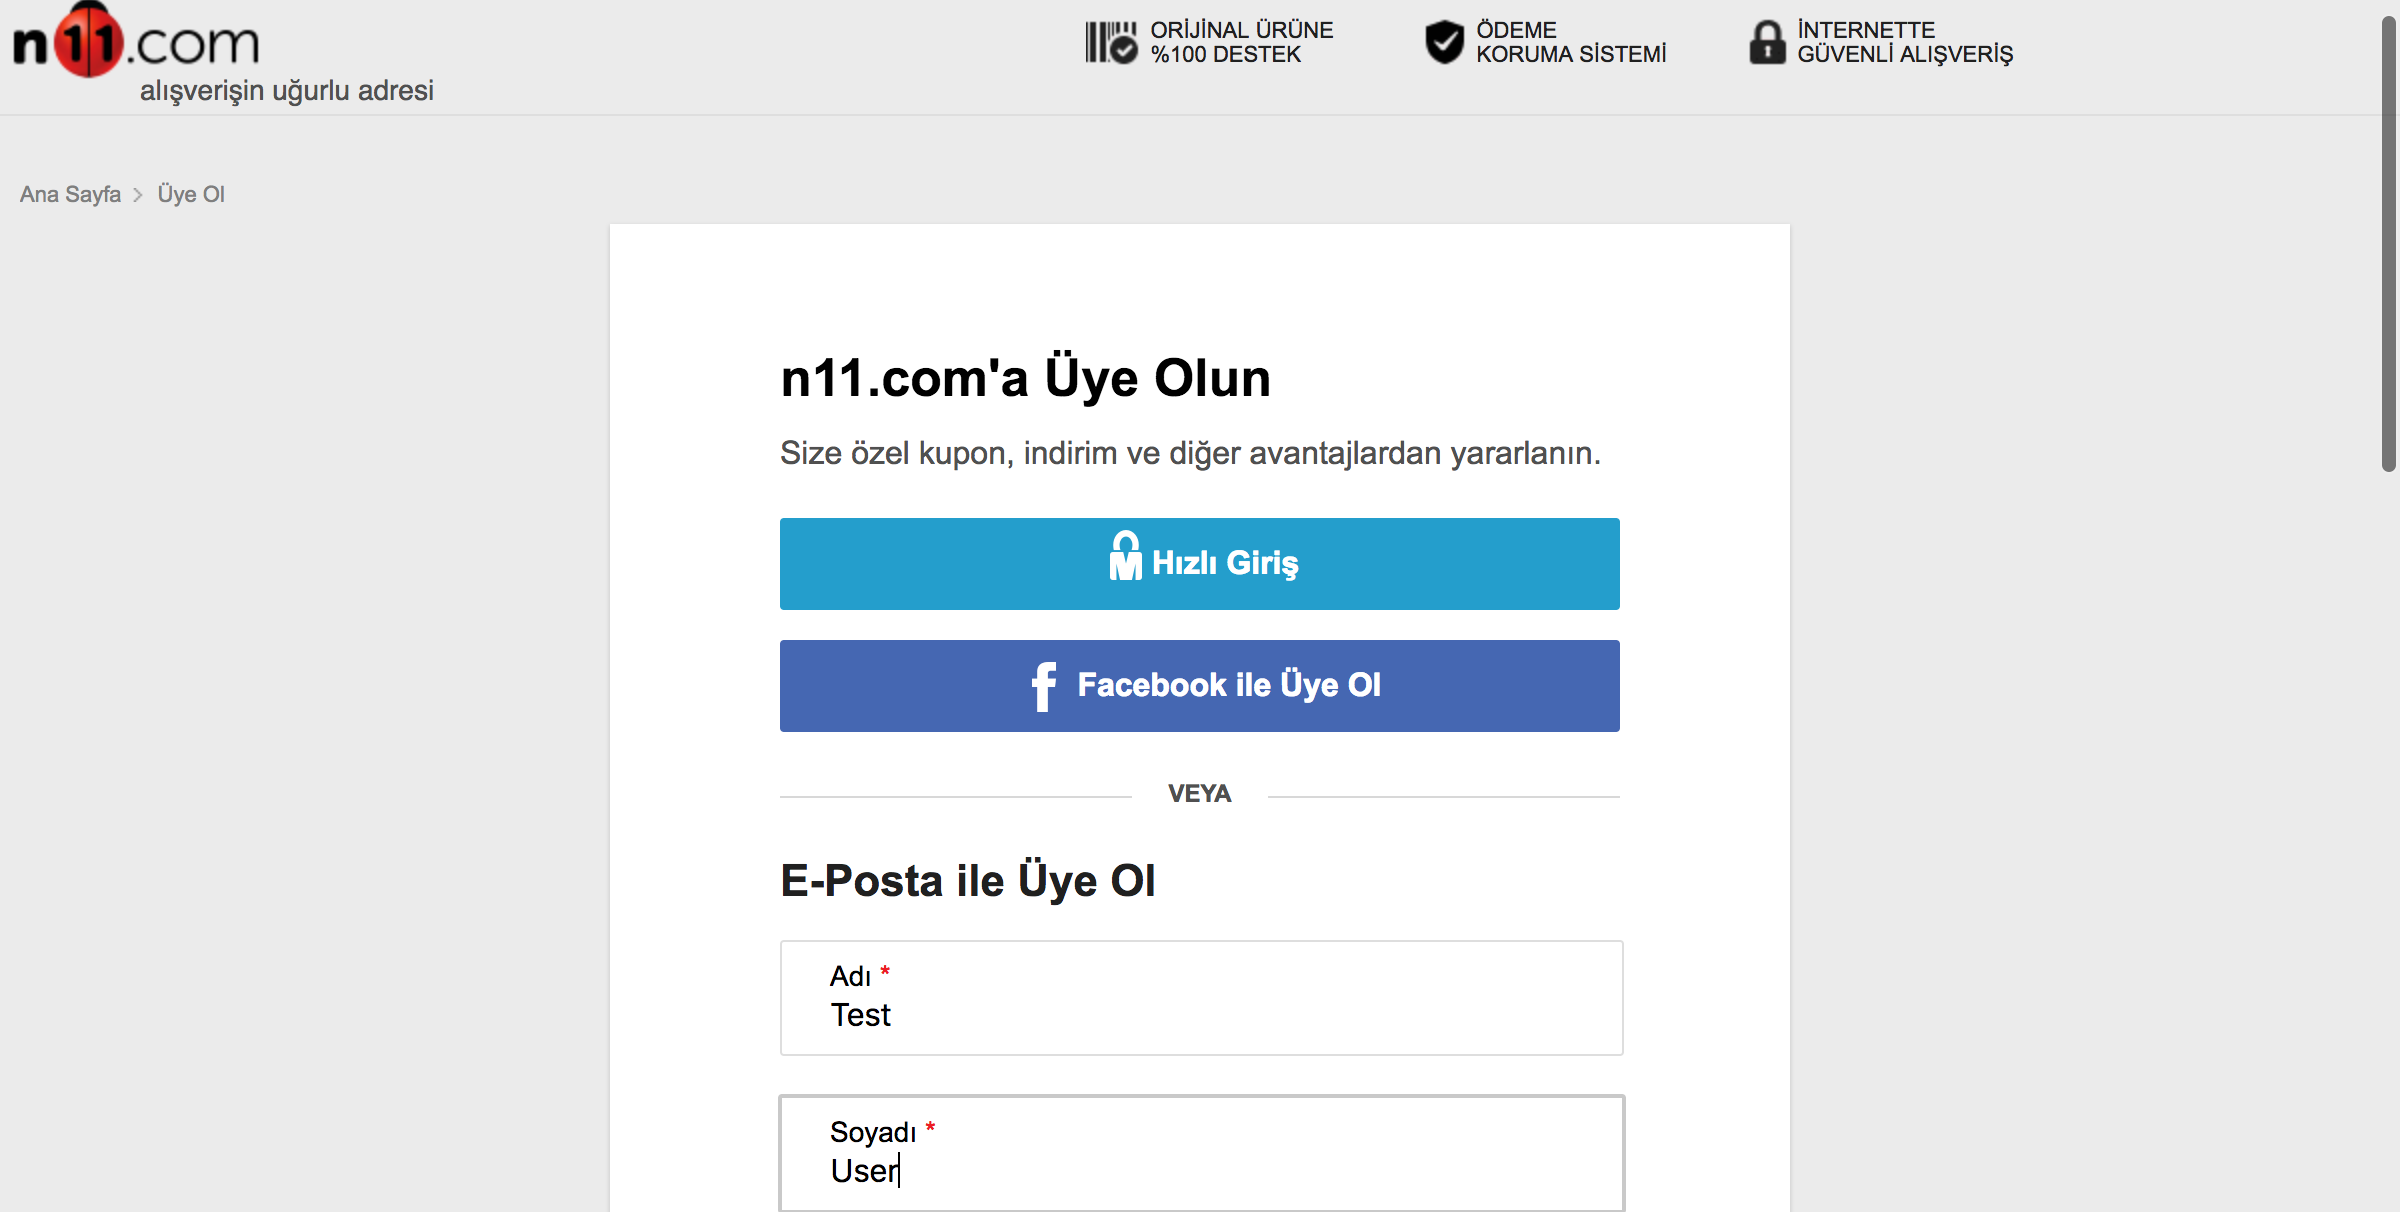 n11.com
alışverişin uğurlu adresi
ORİJİNAL ÜRÜNE
%100 DESTEK
ÖDEME
KORUMA SİSTEMİ
İNTERNETTE
GÜVENLİ ALIŞVERİŞ
Ana Sayfa > Üye Ol
n11.com'a Üye Olun
Size özel kupon, indirim ve diğer avantajlardan yararlanın.
Hızlı Giriş
Facebook ile Üye Ol
VEYA
E-Posta ile Üye Ol
Adı *
Test
Soyadı *
User